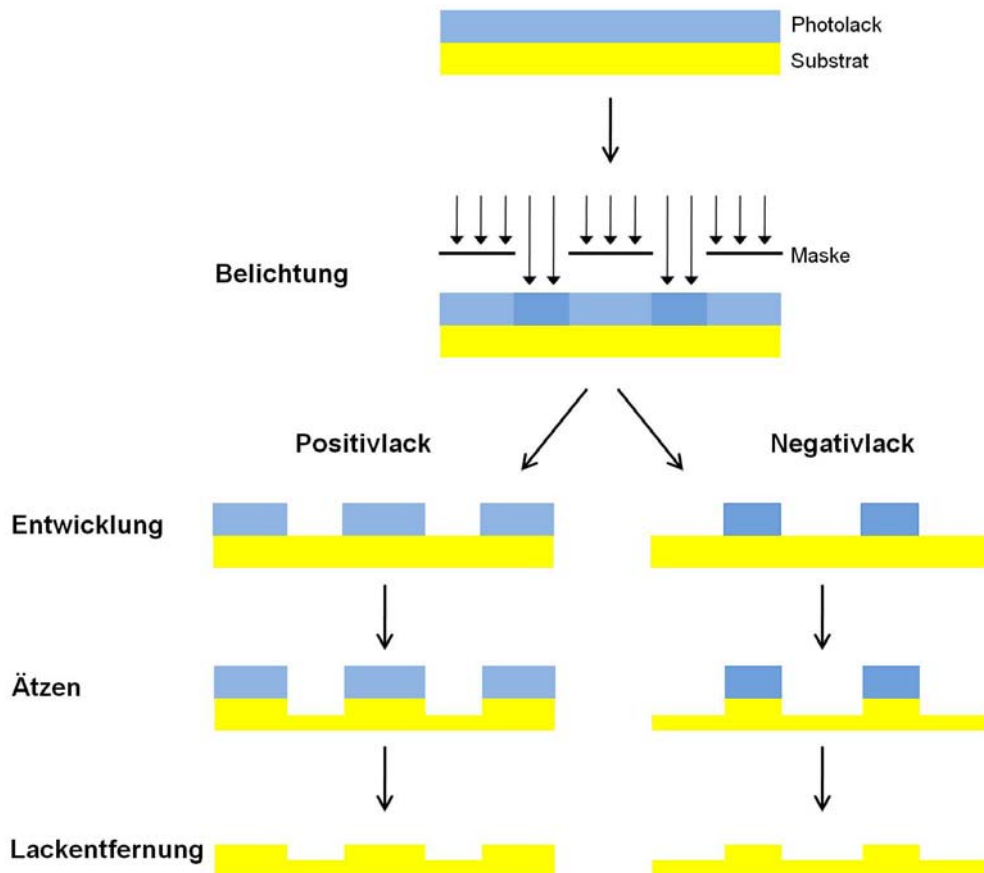 Photolack
Substrat
Maske
Belichtung
Positivlack
Negativlack
Entwicklung
Ätzen
Lackentfernung